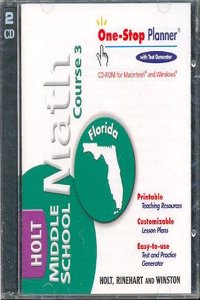 2 CD
One-Stop Planner®
with Test Generator
CD-ROM for Macintosh® and Windows®
HOLT
MIDDLE SCHOOL
Math
Course 3
Florida
Printable
Teaching Resources
Customizable
Lesson Plans
Easy-to-use
Test and Practice
Generator
HOLT, RINEHART AND WINSTON